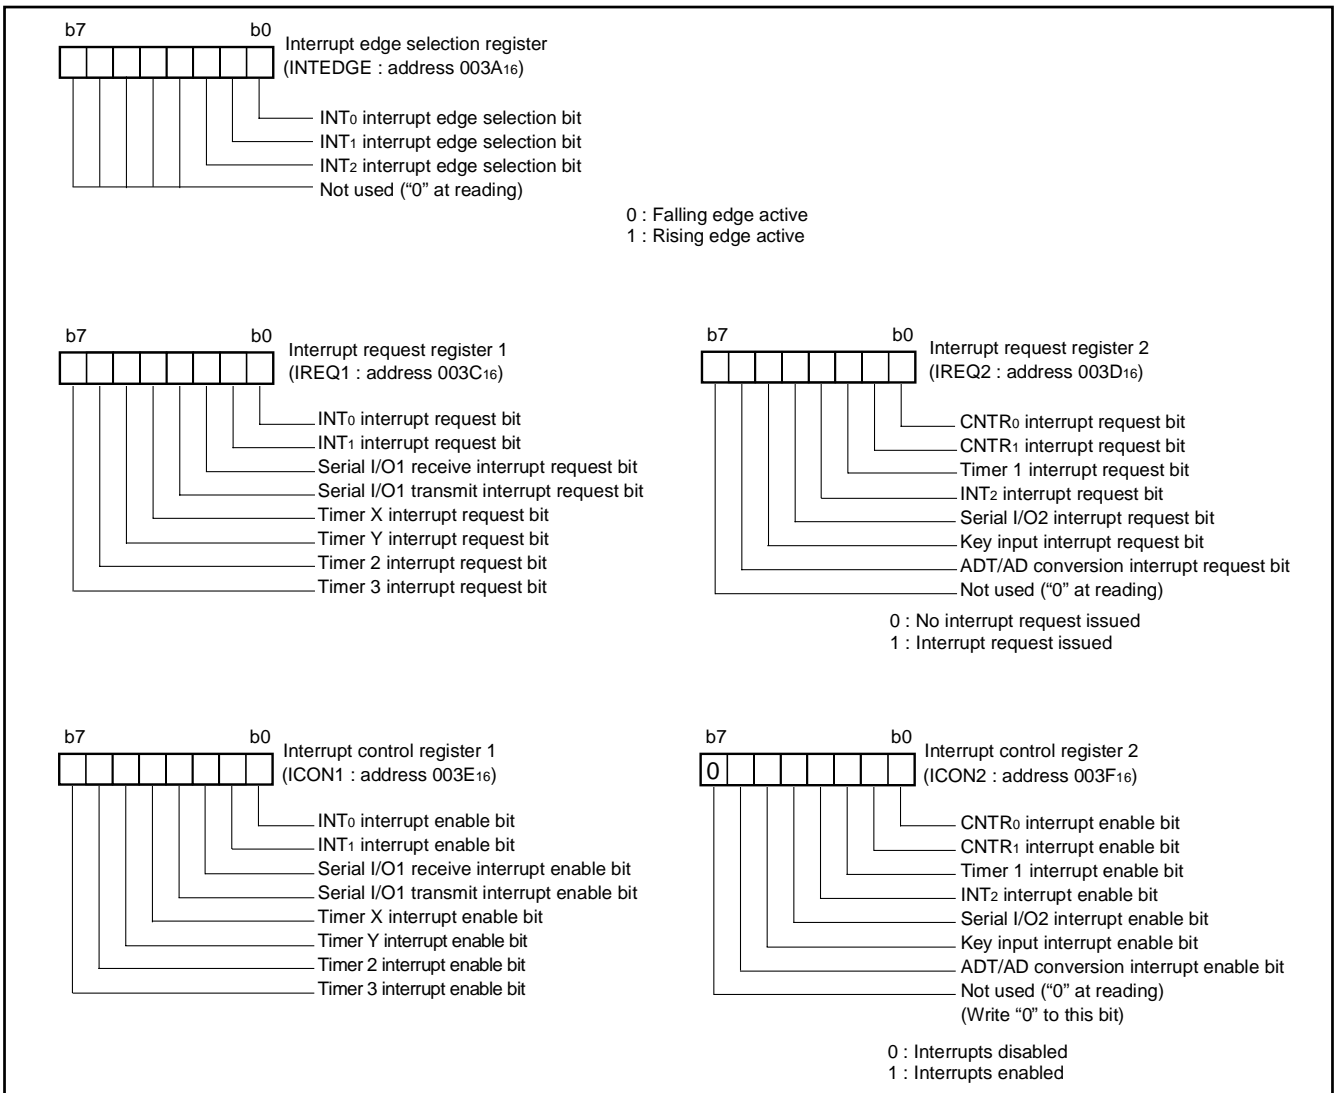 b7 b0
Interrupt edge selection register
(INTEDGE : address 003A16)
INT0 interrupt edge selection bit
INT1 interrupt edge selection bit
INT2 interrupt edge selection bit
Not used (“0” at reading)
0 : Falling edge active
1 : Rising edge active
b7 b0
Interrupt request register 1
(IREQ1 : address 003C16)
INT0 interrupt request bit
INT1 interrupt request bit
Serial I/O1 receive interrupt request bit
Serial I/O1 transmit interrupt request bit
Timer X interrupt request bit
Timer Y interrupt request bit
Timer 2 interrupt request bit
Timer 3 interrupt request bit
b7 b0
Interrupt request register 2
(IREQ2 : address 003D16)
CNTR0 interrupt request bit
CNTR1 interrupt request bit
Timer 1 interrupt request bit
INT2 interrupt request bit
Serial I/O2 interrupt request bit
Key input interrupt request bit
ADT/AD conversion interrupt request bit
Not used (“0” at reading)
0 : No interrupt request issued
1 : Interrupt request issued
b7 b0
Interrupt control register 1
(ICON1 : address 003E16)
INT0 interrupt enable bit
INT1 interrupt enable bit
Serial I/O1 receive interrupt enable bit
Serial I/O1 transmit interrupt enable bit
Timer X interrupt enable bit
Timer Y interrupt enable bit
Timer 2 interrupt enable bit
Timer 3 interrupt enable bit
b7 b0
0
Interrupt control register 2
(ICON2 : address 003F16)
CNTR0 interrupt enable bit
CNTR1 interrupt enable bit
Timer 1 interrupt enable bit
INT2 interrupt enable bit
Serial I/O2 interrupt enable bit
Key input interrupt enable bit
ADT/AD conversion interrupt enable bit
Not used (“0” at reading)
(Write “0” to this bit)
0 : Interrupts disabled
1 : Interrupts enabled